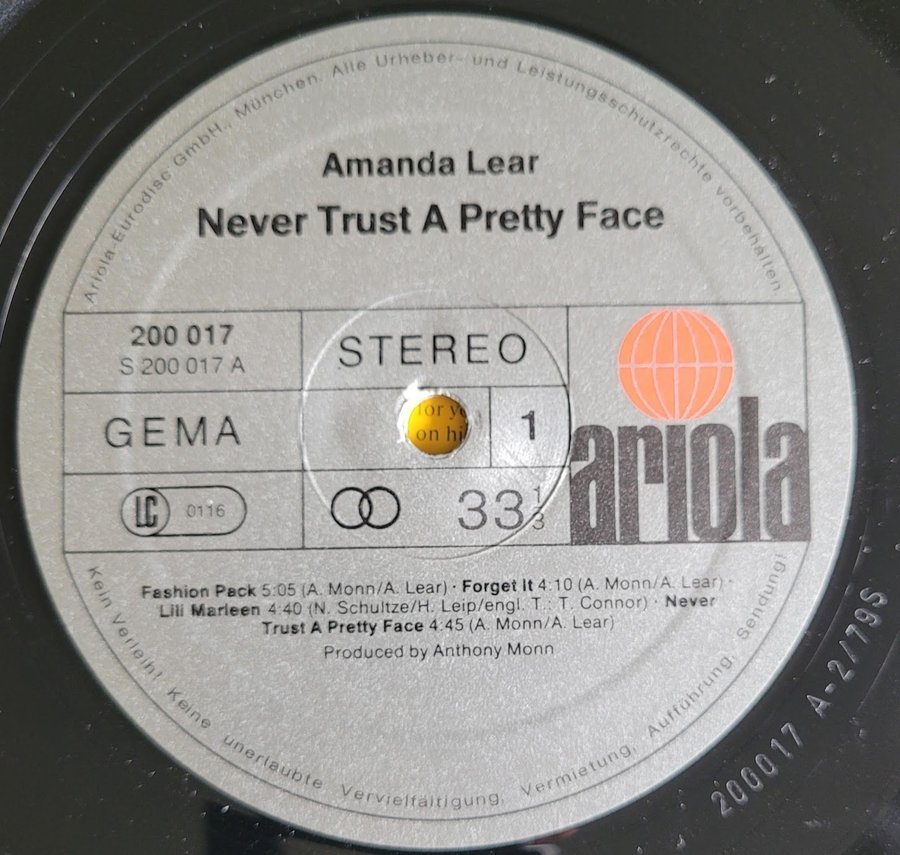 Ariola-Eurodisc GmbH., München. Alle Urheber- und Leistungsschutzrechte vorbehalten.
Amanda Lear
Never Trust A Pretty Face
200 017
S 200 017 A
STEREO
GEMA
for y
on hi
1
LC 0116
33 1/3
ariola
Fashion Pack 5:05 (A. Monn/A. Lear) · Forget It 4:10 (A. Monn/A. Lear) ·
Lili Marleen 4:40 (N. Schultze/H. Leip/engl. T.: T. Connor) · Never
Trust A Pretty Face 4:45 (A. Monn/A. Lear)
Produced by Anthony Monn
Kein Verleih! Keine unerlaubte Vervielfältigung, Vermietung, Aufführung, Sendung!
200017 A-2/79S